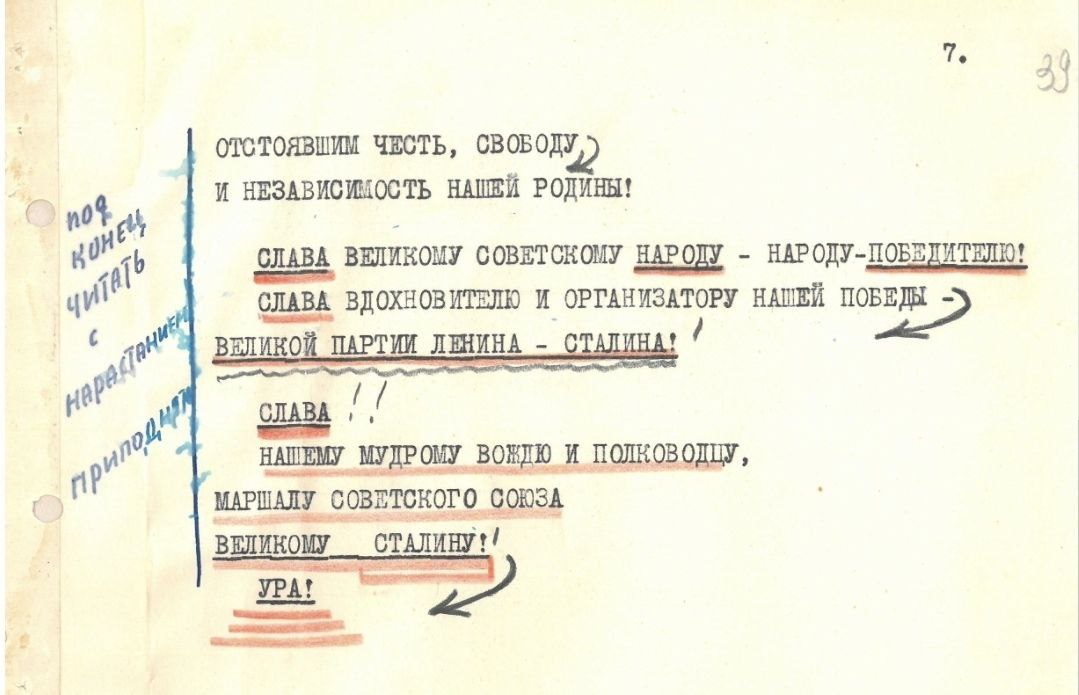 7.
39
ОТСТОЯВШИМ ЧЕСТЬ, СВОБОДУ
И НЕЗАВИСИМОСТЬ НАШЕЙ РОДИНЫ!
СЛАВА ВЕЛИКОМУ СОВЕТСКОМУ НАРОДУ - НАРОДУ-ПОБЕДИТЕЛЮ!
СЛАВА ВДОХНОВИТЕЛЮ И ОРГАНИЗАТОРУ НАШЕЙ ПОБЕДЫ -
ВЕЛИКОЙ ПАРТИИ ЛЕНИНА - СТАЛИНА!!
СЛАВА !!
НАШЕМУ МУДРОМУ ВОЖДЮ И ПОЛКОВОДЦУ,
МАРШАЛУ СОВЕТСКОГО СОЮЗА
ВЕЛИКОМУ СТАЛИНУ!!
УРА!
ПОД
КОНЕЦ
ЧИТАТЬ
С
НАРАСТАНИЕМ